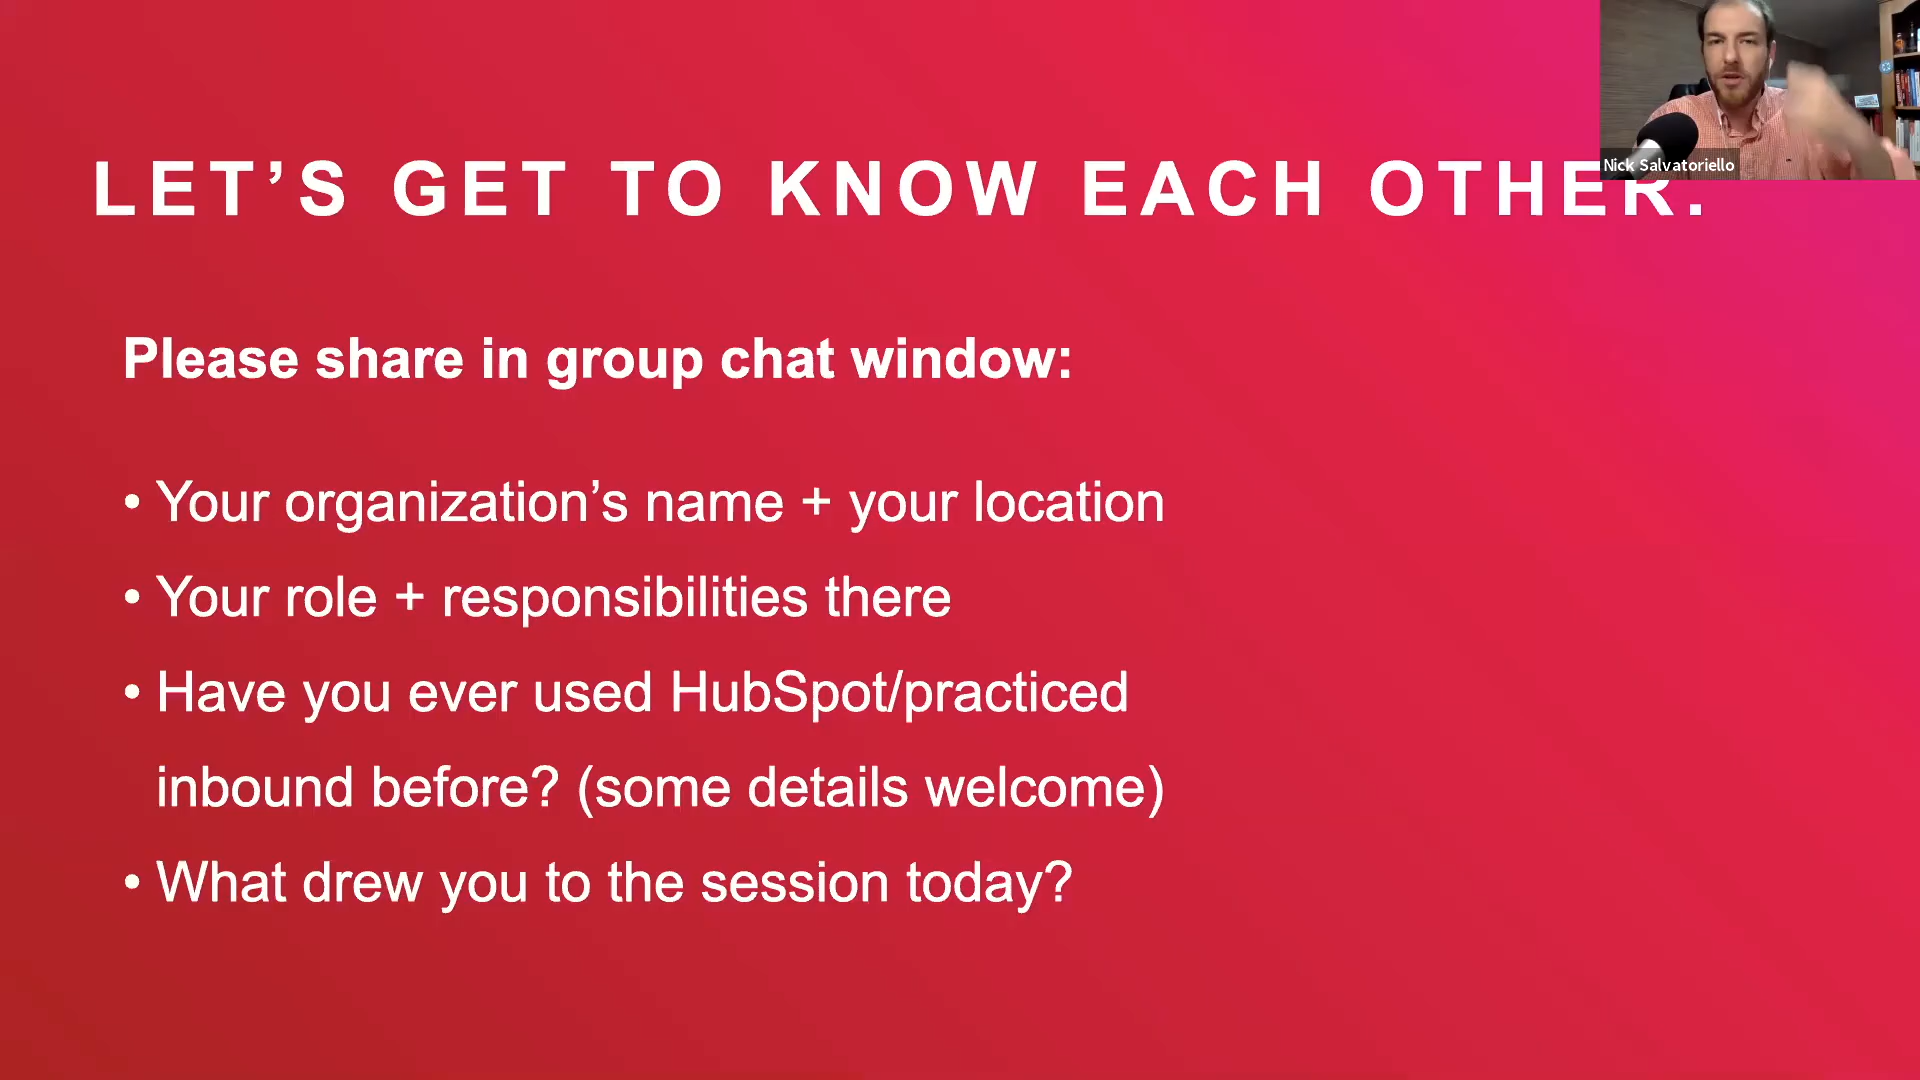 LET’S GET TO KNOW EACH OTHER.
Nick Salvatoriello
Please share in group chat window:
• Your organization’s name + your location
• Your role + responsibilities there
• Have you ever used HubSpot/practiced
inbound before? (some details welcome)
• What drew you to the session today?